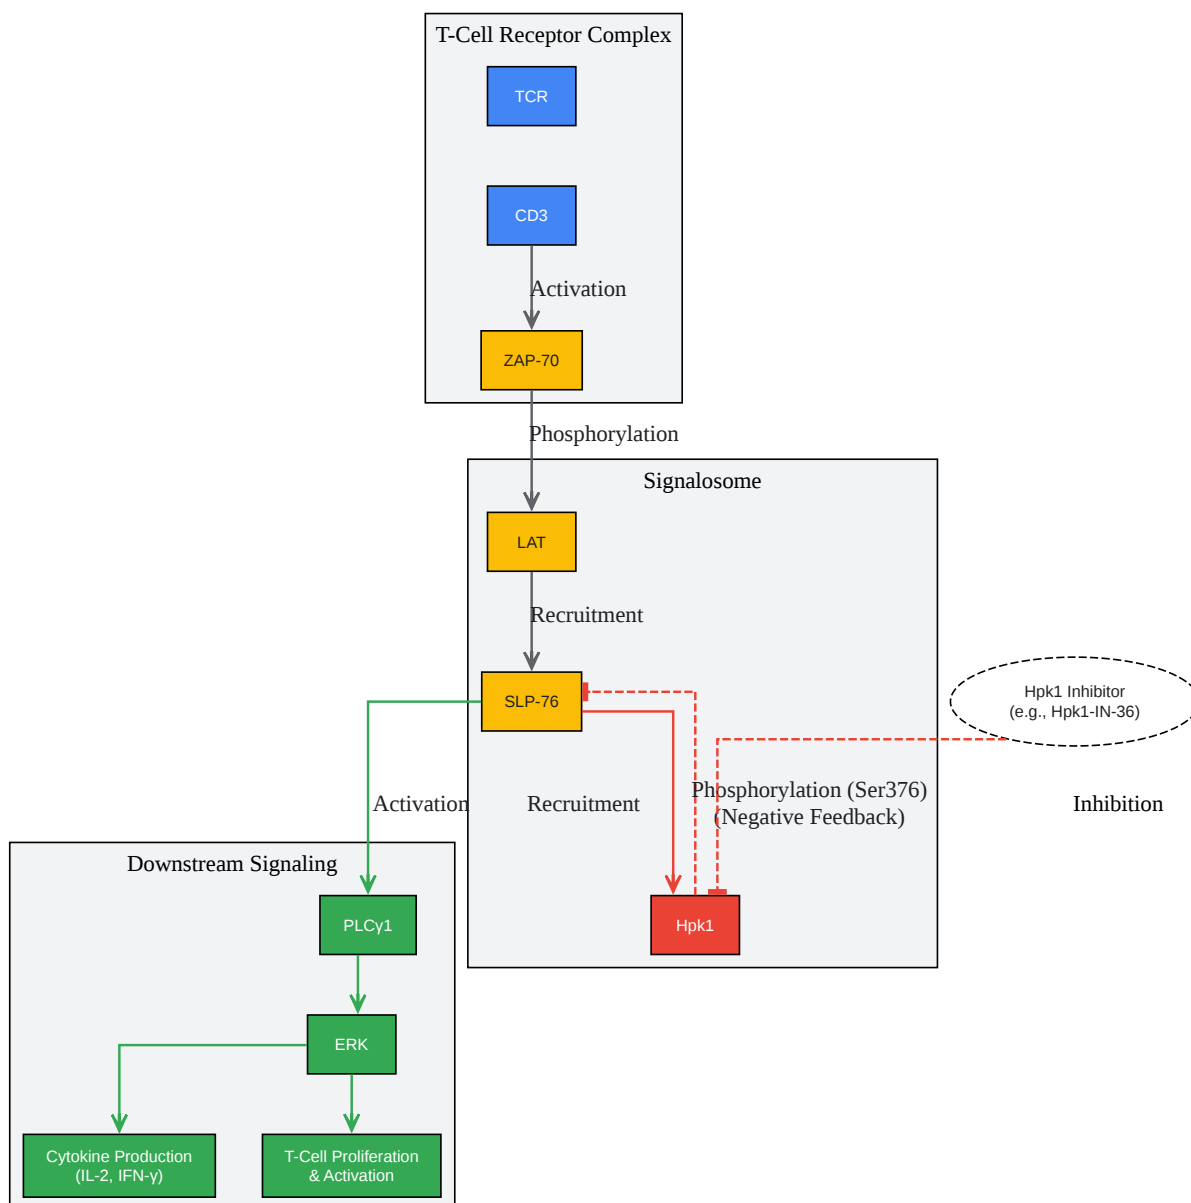 T-Cell Receptor Complex
TCR
CD3
Activation
ZAP-70
Phosphorylation
Signalosome
LAT
Recruitment
SLP-76
Hpk1 Inhibitor
(e.g., Hpk1-IN-36)
Activation
Recruitment
Phosphorylation (Ser376)
(Negative Feedback)
Inhibition
Downstream Signaling
PLCγ1
Hpk1
ERK
Cytokine Production
(IL-2, IFN-γ)
T-Cell Proliferation
& Activation